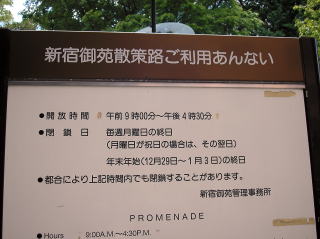 新宿御苑散策路ご利用あんない
●開放時間 午前9時00分～午後4時30分
●閉鎖日 毎週月曜日の終日
(月曜日が祝日の場合は、その翌日)
年末年始(12月29日～1月3日)の終日
●都合により上記時間内でも閉鎖することがあります。
新宿御苑管理事務所
PROMENADE
●Hours 9:00A.M.～4:30P.M.